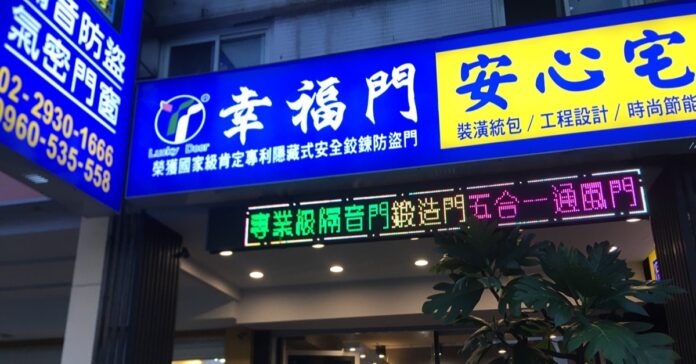 隔音防盜
氣密門窗
02-2930-1666
0960-535-558
Lucky Door
幸福門
榮獲國家級肯定專利隱藏式安全鉸鍊防盜門
安心宅
裝潢統包/工程設計/時尚節能
專業級隔音門鍛造門五合一通風門